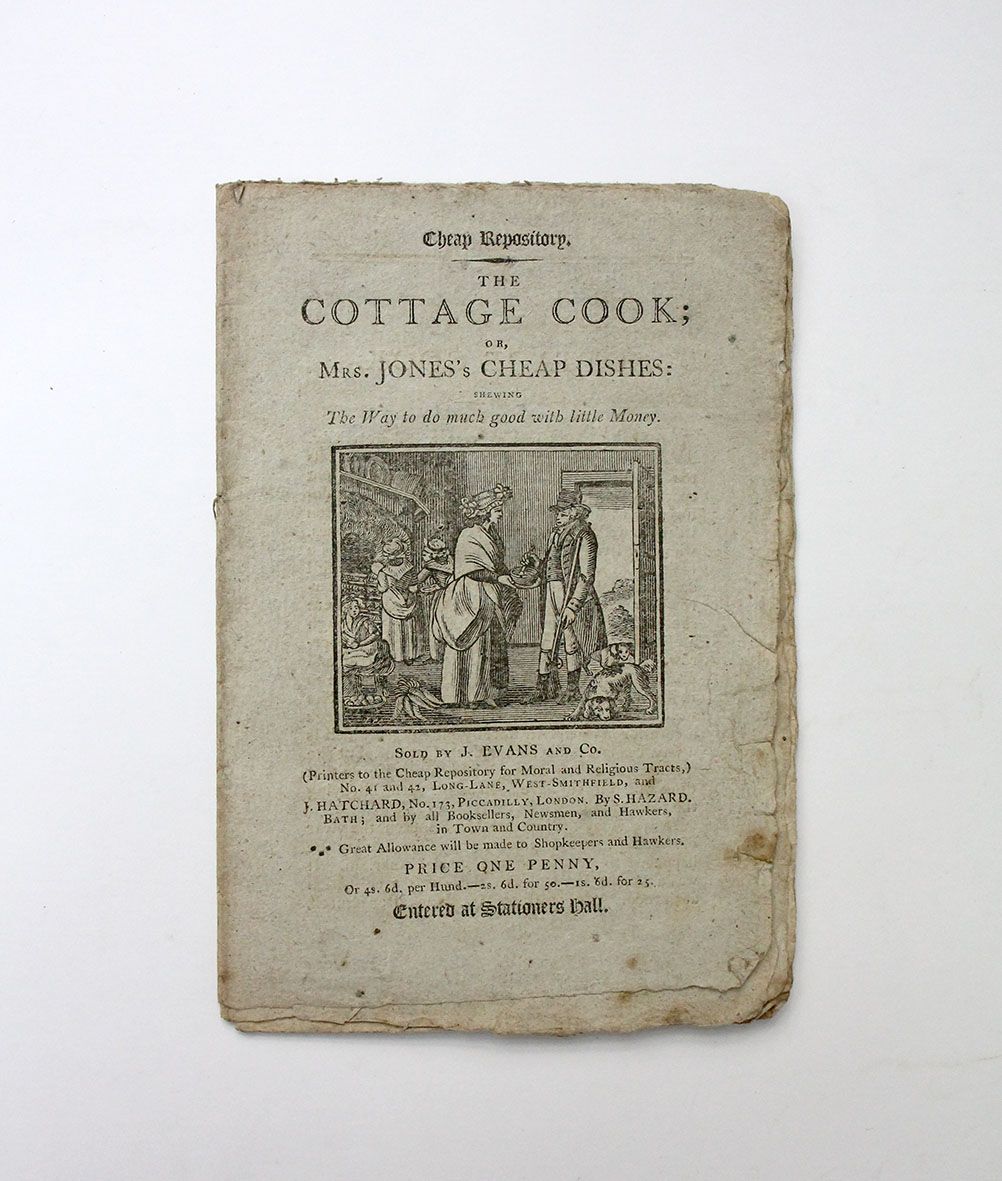 Cheap Repository.
THE
COTTAGE COOK;
OR,
MRS. JONES's CHEAP DISHES:
SHEWING
The Way to do much good with little Money.
SOLD BY J. EVANS AND CO.
(Printers to the Cheap Repository for Moral and Religious Tracts,)
No. 41 and 42, LONG-LANE, WEST-SMITHFIELD, and
J. HATCHARD, No. 173, PICCADILLY, LONDON. By S. HAZARD.
BATH; and by all Booksellers, Newsmen, and Hawkers,
in Town and Country.
⁂ Great Allowance will be made to Shopkeepers and Hawkers.
PRICE ONE PENNY,
Or 4s. 6d. per Hund.—2s. 6d. for 50.—1s. 6d. for 25.
Entered at Stationers Hall.